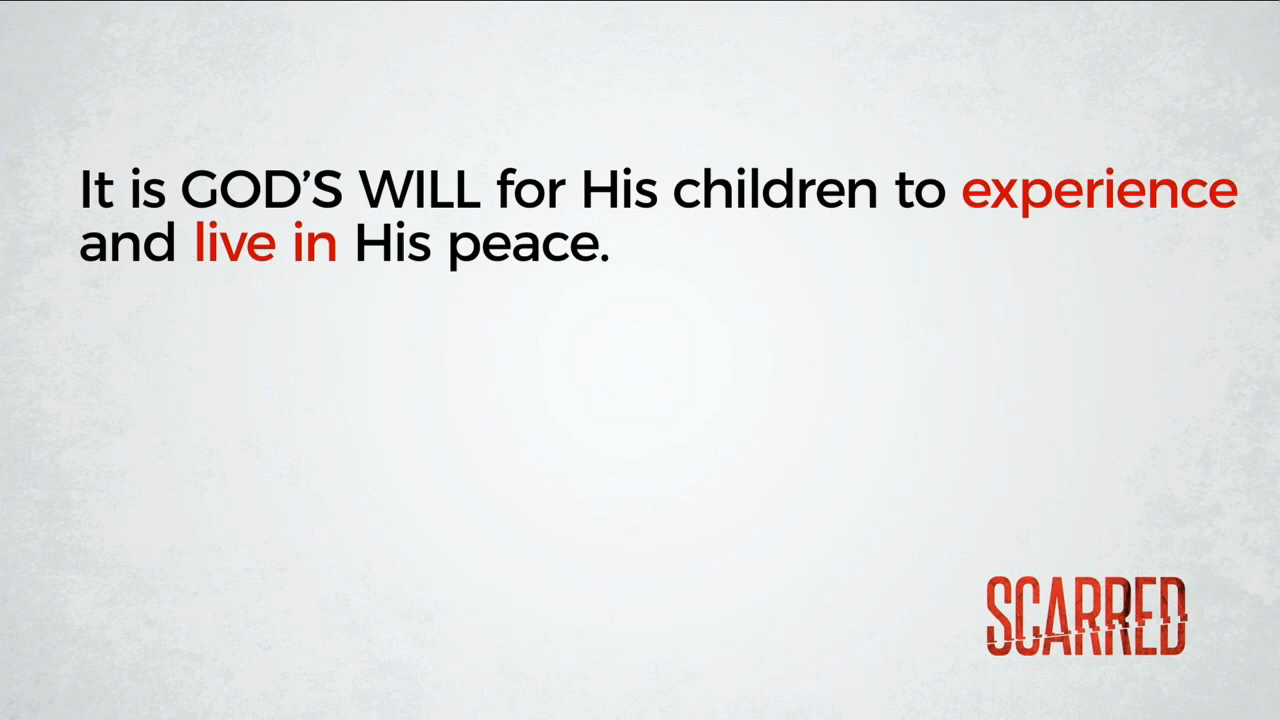 It is GOD’S WILL for His children to experience
and live in His peace.
SCARRED